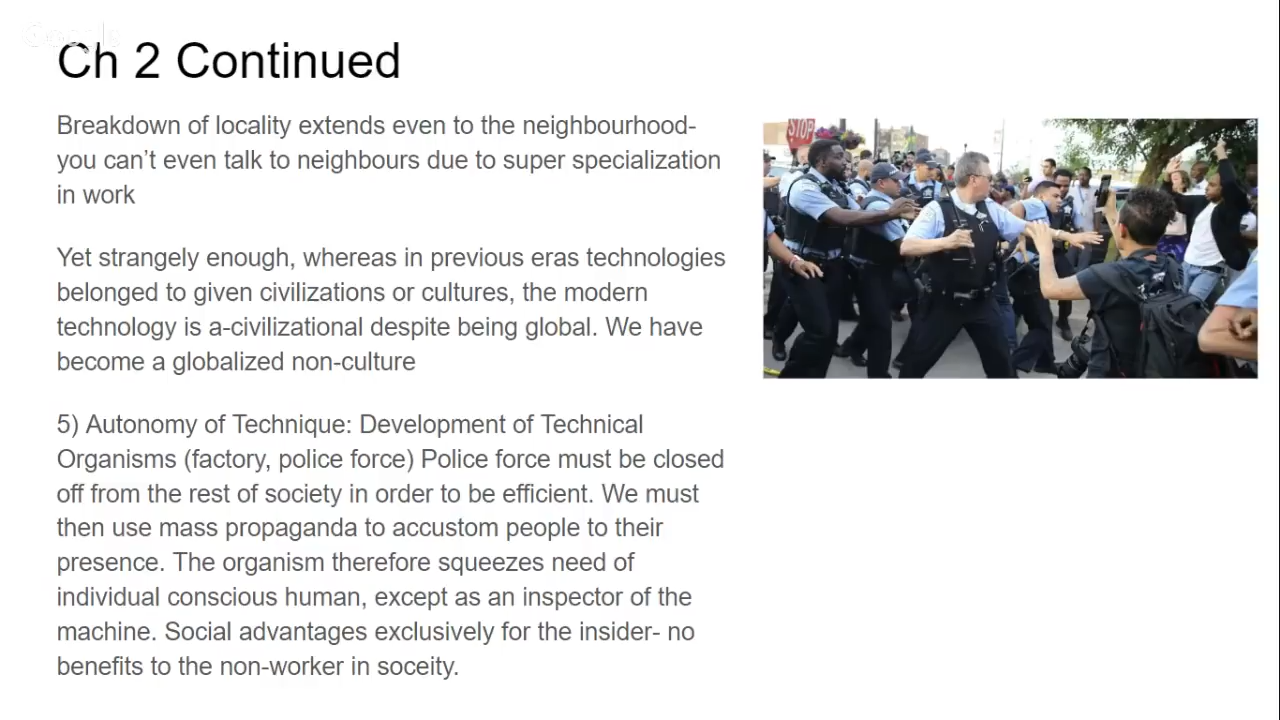 Ch 2 Continued
Breakdown of locality extends even to the neighbourhood-
you can’t even talk to neighbours due to super specialization
in work
Yet strangely enough, whereas in previous eras technologies
belonged to given civilizations or cultures, the modern
technology is a-civilizational despite being global. We have
become a globalized non-culture
5) Autonomy of Technique: Development of Technical
Organisms (factory, police force) Police force must be closed
off from the rest of society in order to be efficient. We must
then use mass propaganda to accustom people to their
presence. The organism therefore squeezes need of
individual conscious human, except as an inspector of the
machine. Social advantages exclusively for the insider- no
benefits to the non-worker in soceity.
STOP